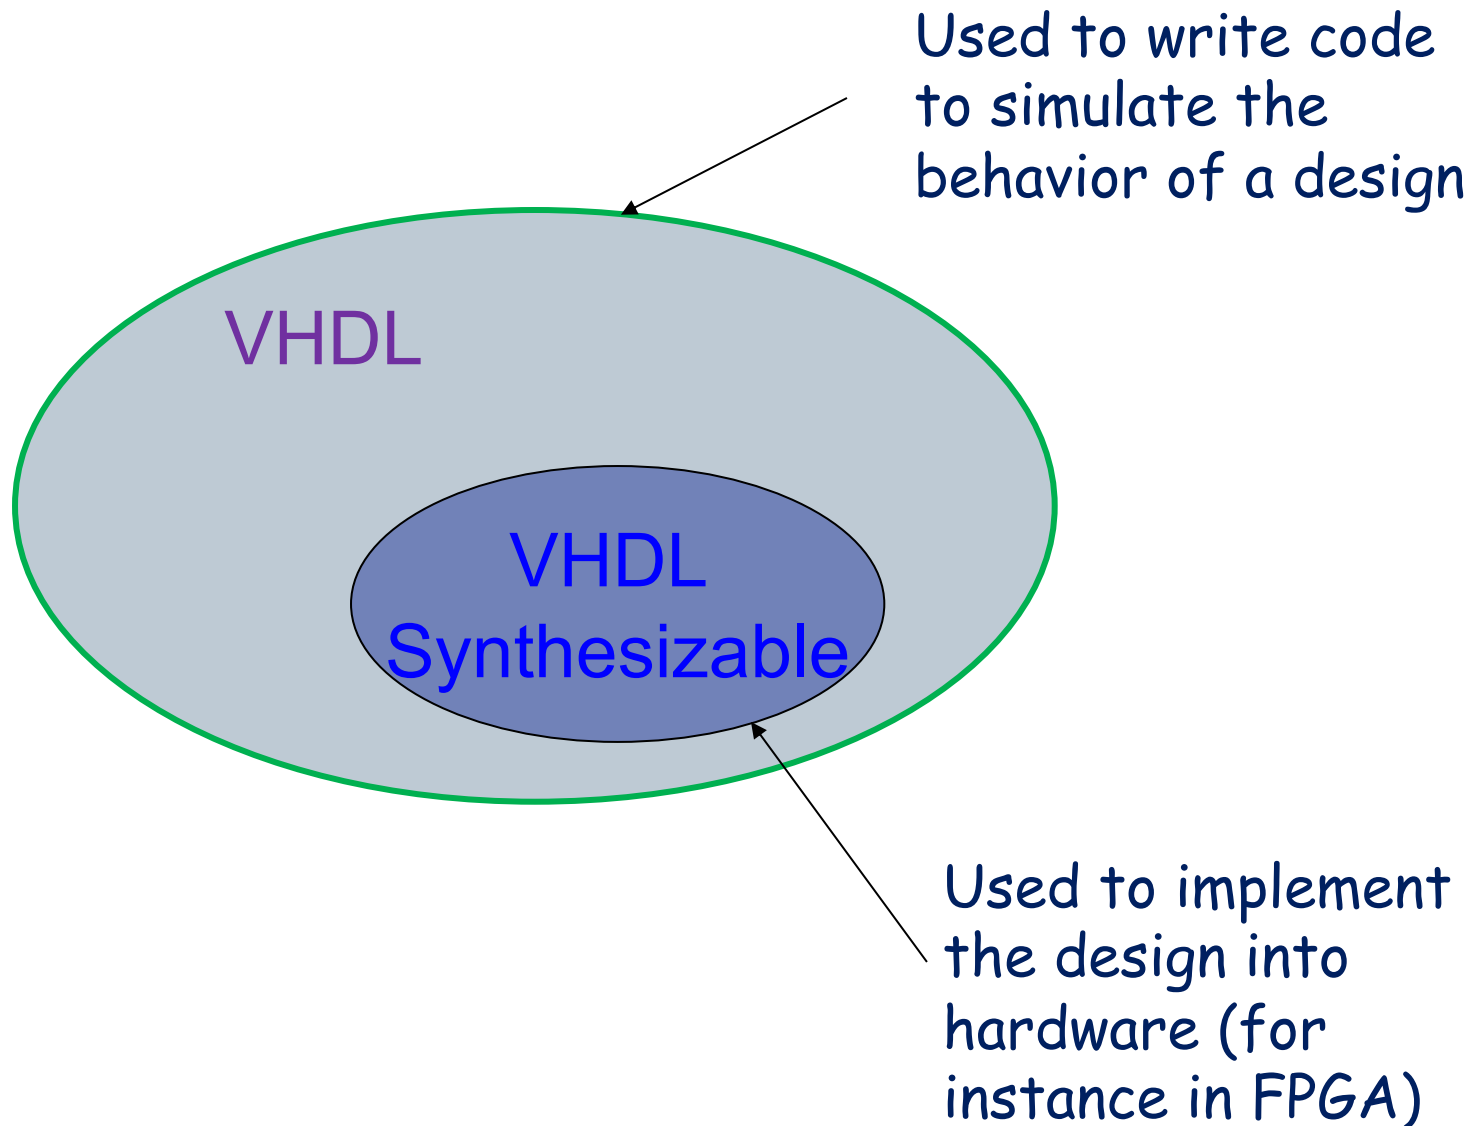 Used to write code
to simulate the
behavior of a design
VHDL
VHDL
Synthesizable
Used to implement
the design into
hardware (for
instance in FPGA)